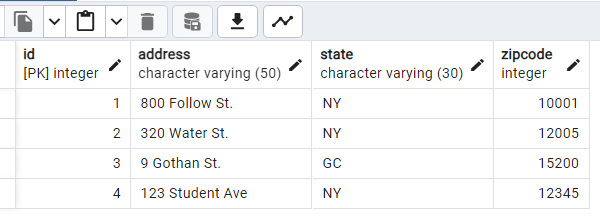 id address state zipcode
[PK] integer character varying (50) character varying (30) integer
1 800 Follow St. NY 10001
2 320 Water St. NY 12005
3 9 Gothan St. GC 15200
4 123 Student Ave NY 12345